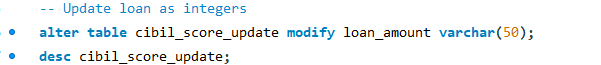 -- Update loan as integers
alter table cibil_score_update modify loan_amount varchar(50);
desc cibil_score_update;